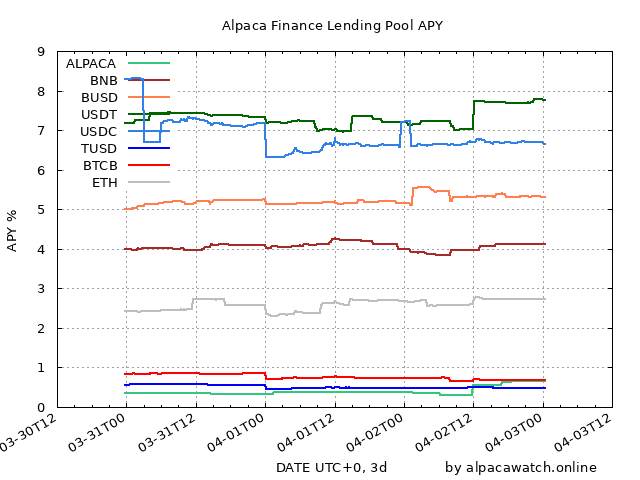 Alpaca Finance Lending Pool APY
9
8
7
6
5
4
3
2
1
0
APY %
ALPACA
BNB
BUSD
USDT
USDC
TUSD
BTCB
ETH
03-30T12
03-31T00
03-31T12
04-01T00
04-01T12
04-02T00
04-02T12
04-03T00
04-03T12
DATE UTC+0, 3d
by alpacawatch.online